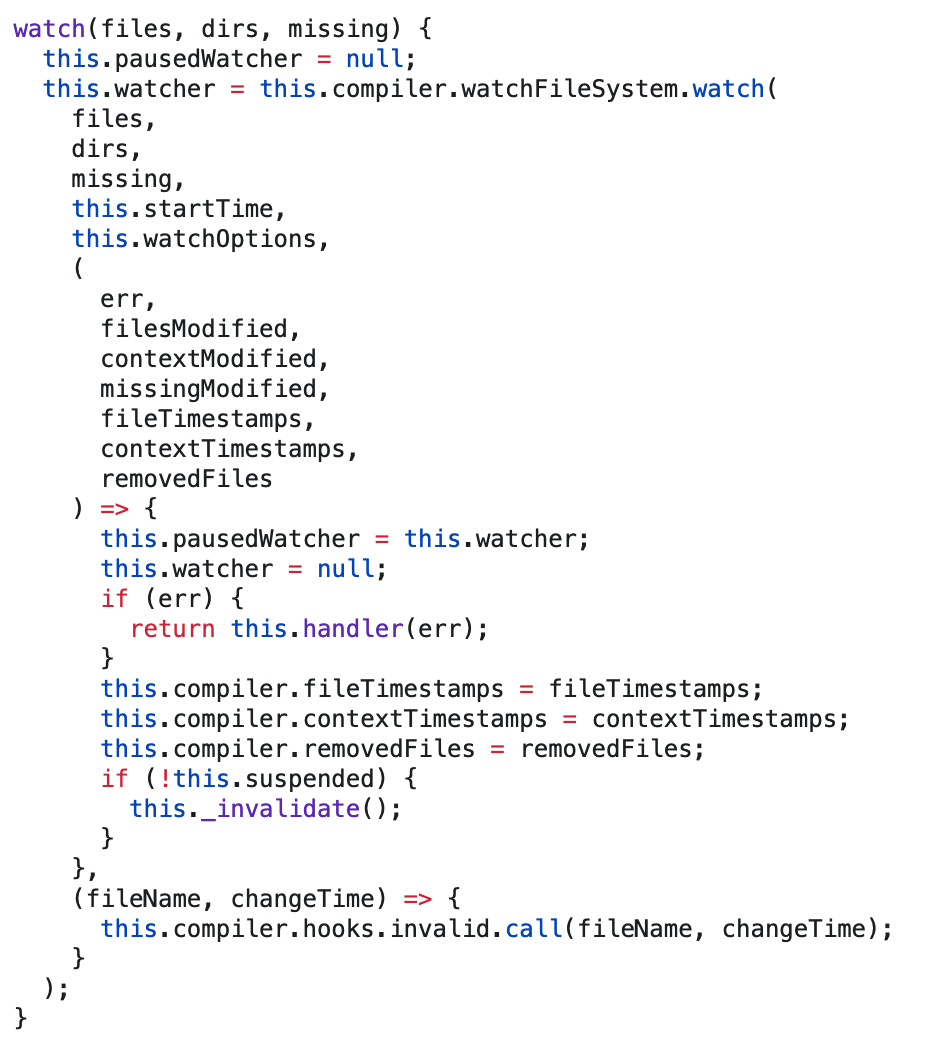 watch(files, dirs, missing) {
  this.pausedWatcher = null;
  this.watcher = this.compiler.watchFileSystem.watch(
    files,
    dirs,
    missing,
    this.startTime,
    this.watchOptions,
    (
      err,
      filesModified,
      contextModified,
      missingModified,
      fileTimestamps,
      contextTimestamps,
      removedFiles
    ) => {
      this.pausedWatcher = this.watcher;
      this.watcher = null;
      if (err) {
        return this.handler(err);
      }
      this.compiler.fileTimestamps = fileTimestamps;
      this.compiler.contextTimestamps = contextTimestamps;
      this.compiler.removedFiles = removedFiles;
      if (!this.suspended) {
        this._invalidate();
      }
    },
    (fileName, changeTime) => {
      this.compiler.hooks.invalid.call(fileName, changeTime);
    }
  );
}